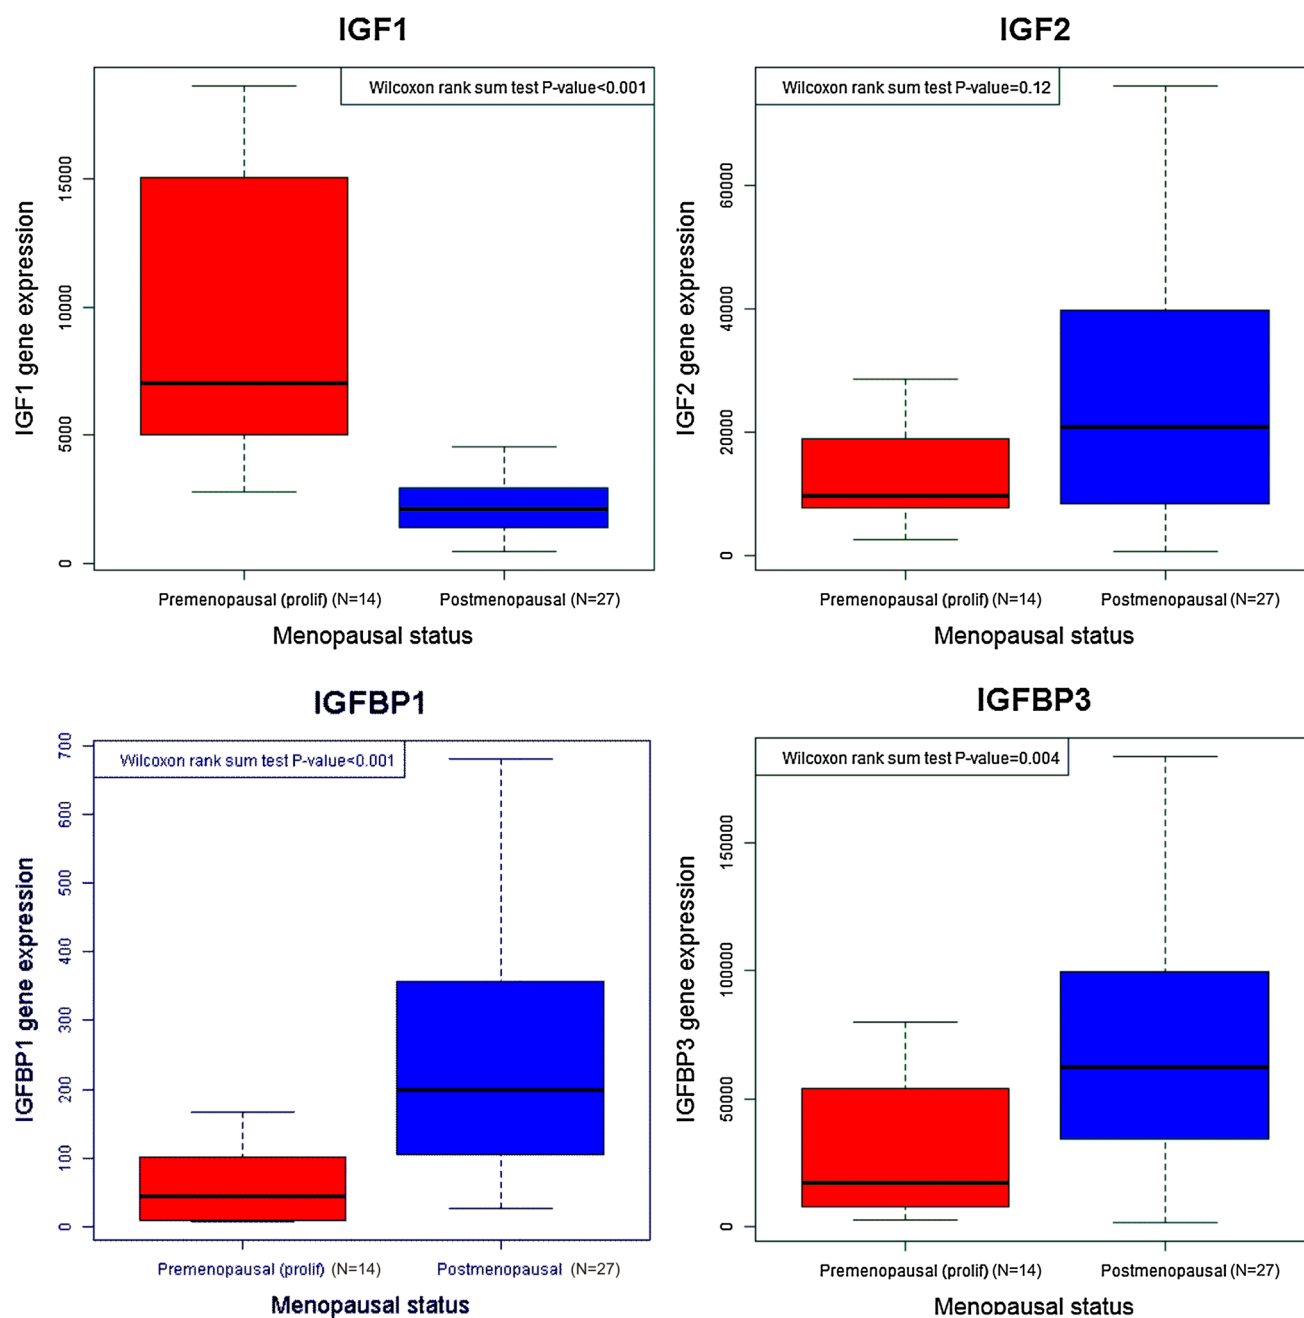 IGF1
Wilcoxon rank sum test P-value<0.001
IGF1 gene expression
15000
10000
5000
0
Premenopausal (prolif) (N=14)
Postmenopausal (N=27)
Menopausal status
IGF2
Wilcoxon rank sum test P-value=0.12
IGF2 gene expression
60000
40000
20000
0
Premenopausal (prolif) (N=14)
Postmenopausal (N=27)
Menopausal status
IGFBP1
Wilcoxon rank sum test P-value<0.001
IGFBP1 gene expression
700
600
500
400
300
200
100
0
Premenopausal (prolif) (N=14)
Postmenopausal (N=27)
Menopausal status
IGFBP3
Wilcoxon rank sum test P-value=0.004
IGFBP3 gene expression
150000
100000
50000
0
Premenopausal (prolif) (N=14)
Postmenopausal (N=27)
Menopausal status